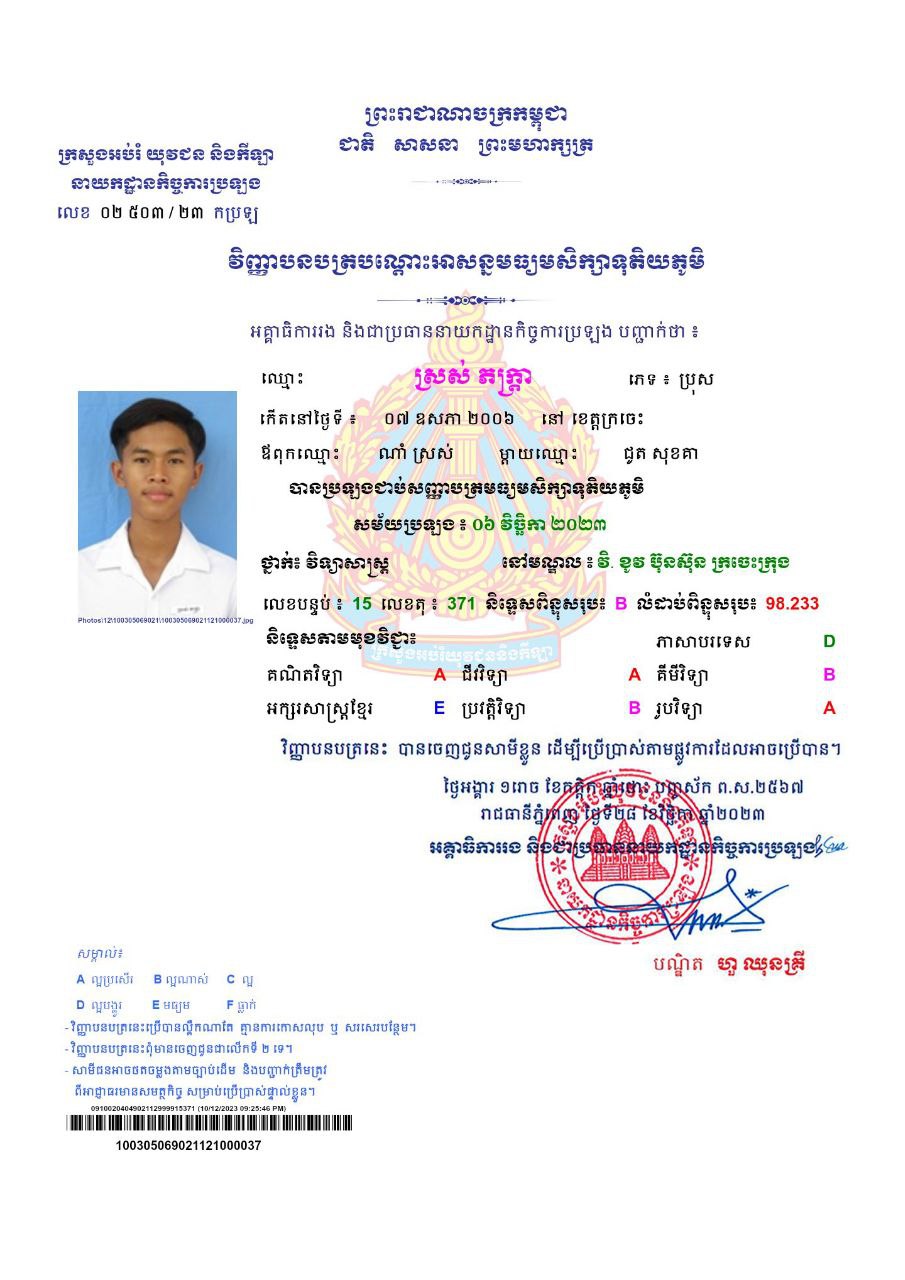 ព្រះរាជាណាចក្រកម្ពុជា
ជាតិ សាសនា ព្រះមហាក្សត្រ
ក្រសួងអប់រំ យុវជន និងកីឡា
នាយកដ្ឋានកិច្ចការប្រឡង
លេខ ០២ ៥០៣ / ២៣ កប្រឡ
វិញ្ញាបនបត្របណ្ដោះអាសន្នមធ្យមសិក្សាទុតិយភូមិ
អគ្គាធិការរង និងជាប្រធាននាយកដ្ឋានកិច្ចការប្រឡង បញ្ជាក់ថា ៖
ឈ្មោះ ស្រស់ តក្ត្រា ភេទ ៖ ប្រុស
កើតនៅថ្ងៃទី ៖ ០៧ ឧសភា ២០០៦ នៅ ខេត្តក្រចេះ
ឪពុកឈ្មោះ ណាំ ស្រស់ ម្ដាយឈ្មោះ ជូត សុខគា
បានប្រឡងជាប់សញ្ញាបត្រមធ្យមសិក្សាទុតិយភូមិ
សម័យប្រឡង ៖ ០៦ វិច្ឆិកា ២០២៣
ថ្នាក់៖ វិទ្យាសាស្ត្រ នៅមណ្ឌល ៖ វិ. ខូវ ប៊ុនស៊ុន ក្រចេះក្រុង
លេខបន្ទប់ ៖ 15 លេខតុ ៖ 371 និទ្ទេសពិន្ទុសរុប៖ B លំដាប់ពិន្ទុសរុប៖ 98.233
និទ្ទេសតាមមុខវិជ្ជា៖ ភាសាបរទេស D
គណិតវិទ្យា A ជីវវិទ្យា A គីមីវិទ្យា B
អក្សរសាស្ត្រខ្មែរ E ប្រវត្តិវិទ្យា B រូបវិទ្យា A
Photos\12\100305069021\100305069021121000037.jpg
ក្រសួងអប់រំយុវជននិងកីឡា
វិញ្ញាបនបត្រនេះ បានចេញជូនសាមីខ្លួន ដើម្បីប្រើប្រាស់តាមផ្លូវការដែលអាចប្រើបាន។
ថ្ងៃអង្គារ ១រោច ខែកត្តិក ឆ្នាំថោះ បញ្ចស័ក ព.ស.២៥៦៧
រាជធានីភ្នំពេញ ថ្ងៃទី២៨ ខែវិច្ឆិកា ឆ្នាំ២០២៣
អគ្គាធិការរង និងជាប្រធាននាយកដ្ឋានកិច្ចការប្រឡង
បណ្ឌិត ហួ ឈុនគ្រី
សម្គាល់៖
A ល្អប្រសើរ B ល្អណាស់ C ល្អ
D ល្អបង្គួរ E មធ្យម F ធ្លាក់
- វិញ្ញាបនបត្រនេះប្រើបានល្គឹកណាតែ គ្មានការកោសលុប ឬ សរសេរបន្ថែម។
- វិញ្ញាបនបត្រនេះពុំមានចេញជូនជាលើកទី ២ ទេ។
- សាមីជនអាចថតចម្លងតាមច្បាប់ដើម និងបញ្ជាក់ត្រឹមត្រូវ
ពីអាជ្ញាធរមានសមត្ថកិច្ច សម្រាប់ប្រើប្រាស់ផ្ទាល់ខ្លួន។
0910020404902112999915371 (10/12/2023 09:25:46 PM)
100305069021121000037